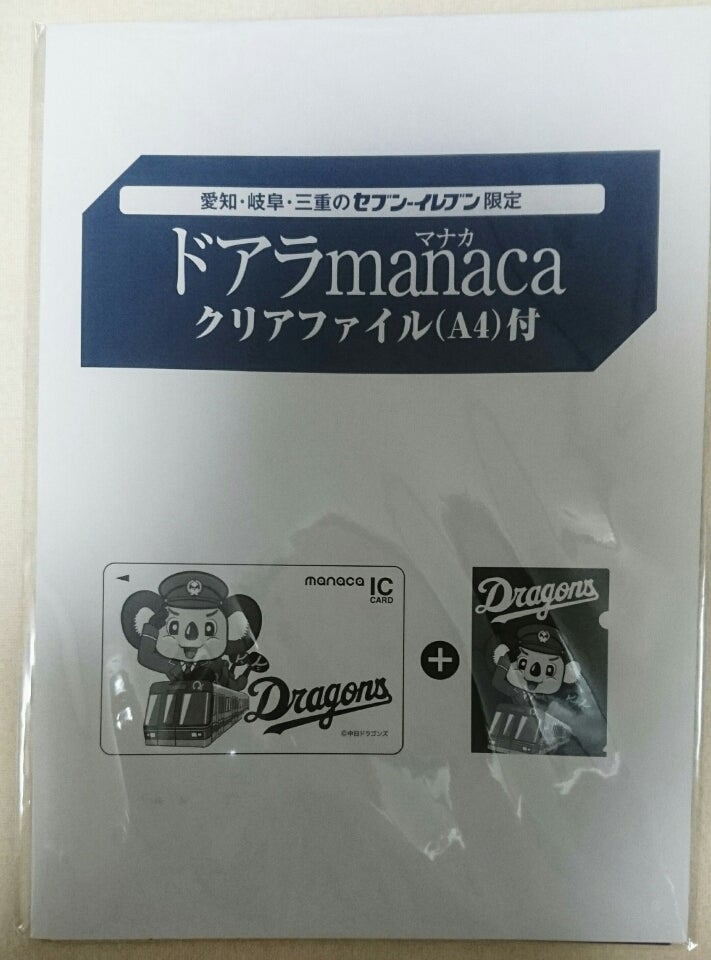 愛知・岐阜・三重のセブン-イレブン限定
マナカ
ドアラmanaca
クリアファイル(A4)付
manaca IC
CARD
Dragons
©中日ドラゴンズ
+
Dragons